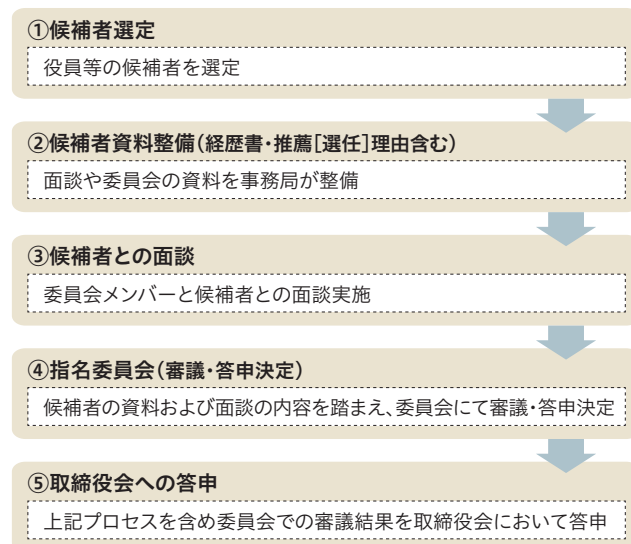 ①候補者選定
役員等の候補者を選定
②候補者資料整備(経歴書・推薦[選任]理由含む)
面談や委員会の資料を事務局が整備
③候補者との面談
委員会メンバーと候補者との面談実施
④指名委員会(審議・答申決定)
候補者の資料および面談の内容を踏まえ、委員会にて審議・答申決定
⑤取締役会への答申
上記プロセスを含め委員会での審議結果を取締役会において答申